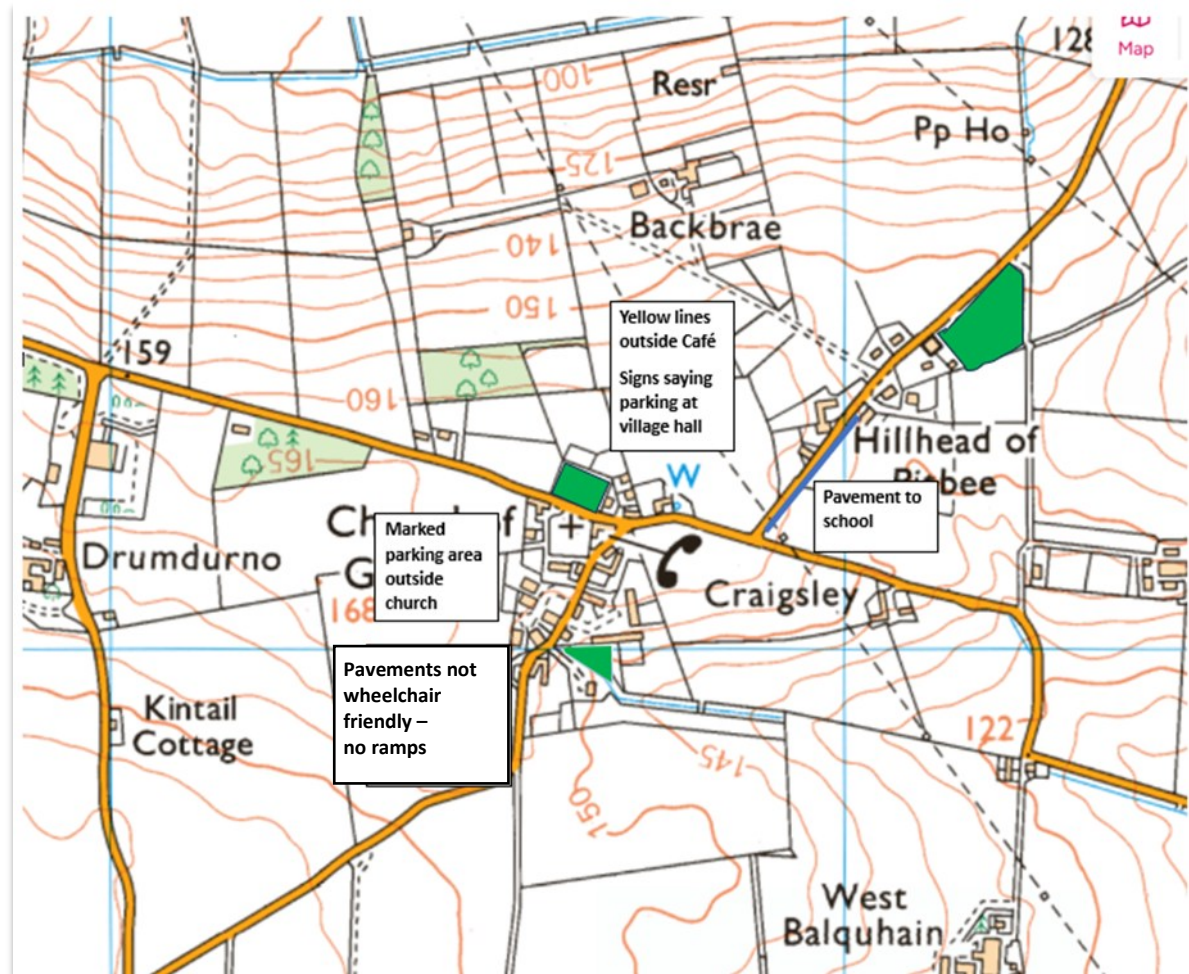 128
Map
Resr
100
Pp Ho
125
Backbrae
140
150
Yellow lines
outside Café
Signs saying
parking at
village hall
159
160
165
W
Hillhead of
Pavement to
school
Marked
parking area
outside
church
Drumdurno
168
Craigsley
Pavements not
wheelchair
friendly –
no ramps
Kintail
Cottage
122
145
150
West
Balquhain